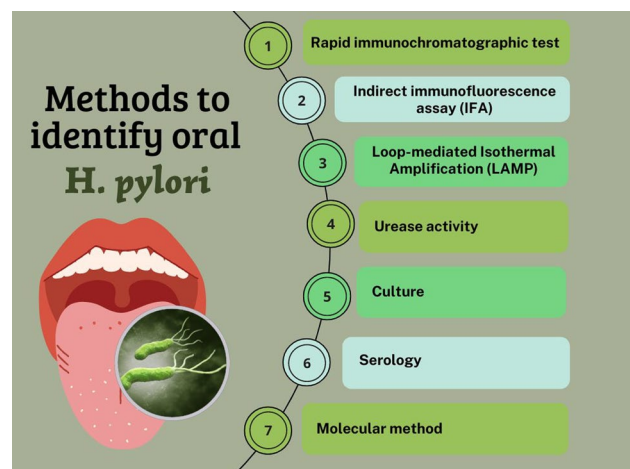 Methods to
identify oral
H. pylori
1
Rapid immunochromatographic test
2
Indirect immunofluorescence
assay (IFA)
3
Loop-mediated Isothermal
Amplification (LAMP)
4
Urease activity
5
Culture
6
Serology
7
Molecular method